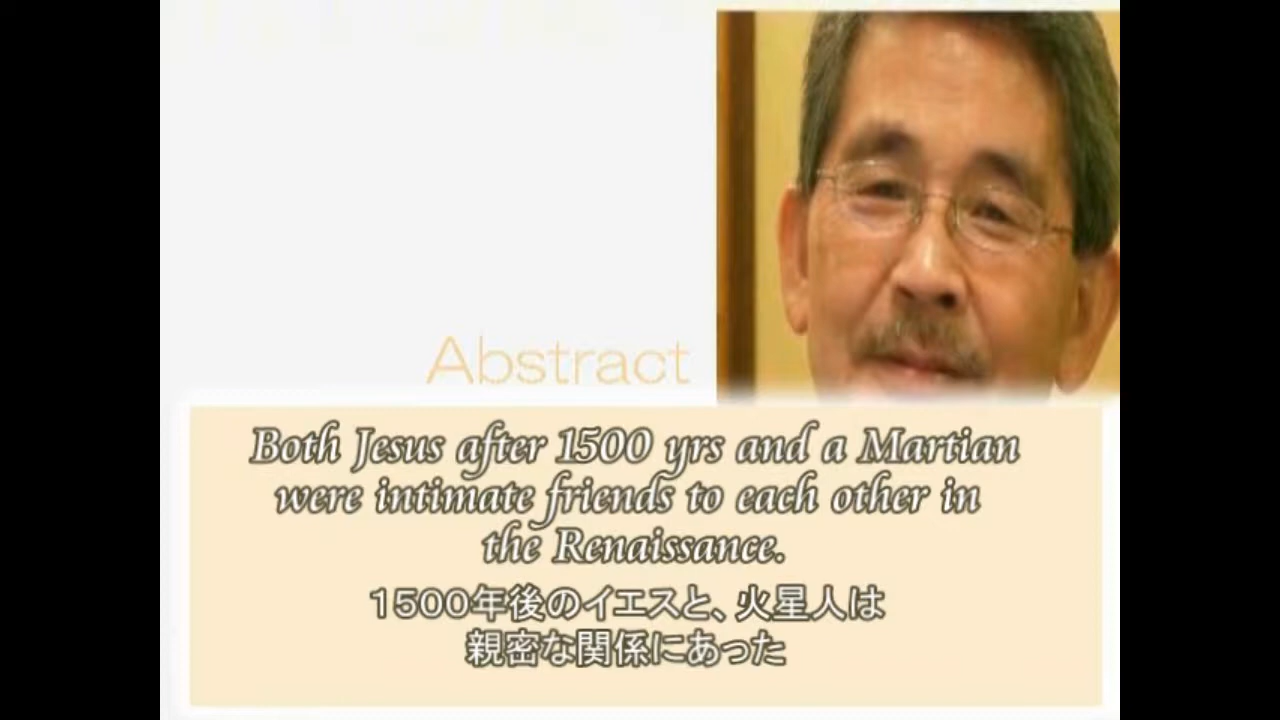 Abstract
Both Jesus after 1500 yrs and a Martian
were intimate friends to each other in
the Renaissance.
1500年後のイエスと、火星人は
親密な関係にあった